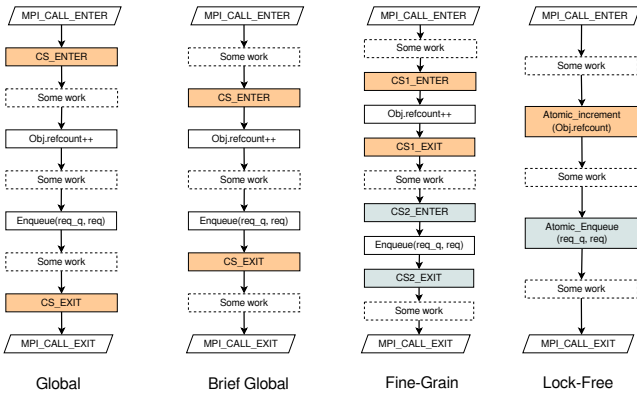 MPI_CALL_ENTER
CS_ENTER
Some work
Obj.refcount++
Some work
Enqueue(req_q, req)
Some work
CS_EXIT
MPI_CALL_EXIT
Global
MPI_CALL_ENTER
Some work
CS_ENTER
Obj.refcount++
Some work
Enqueue(req_q, req)
CS_EXIT
Some work
MPI_CALL_EXIT
Brief Global
MPI_CALL_ENTER
Some work
CS1_ENTER
Obj.refcount++
CS1_EXIT
Some work
CS2_ENTER
Enqueue(req_q, req)
CS2_EXIT
Some work
MPI_CALL_EXIT
Fine-Grain
MPI_CALL_ENTER
Some work
Atomic_increment
(Obj.refcount)
Some work
Atomic_Enqueue
(req_q, req)
Some work
MPI_CALL_EXIT
Lock-Free